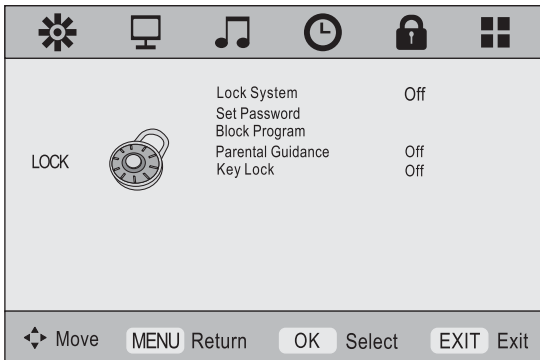 Lock System Off
Set Password
Block Program
LOCK
Parental Guidance Off
Key Lock Off
Move MENU Return OK Select EXIT Exit